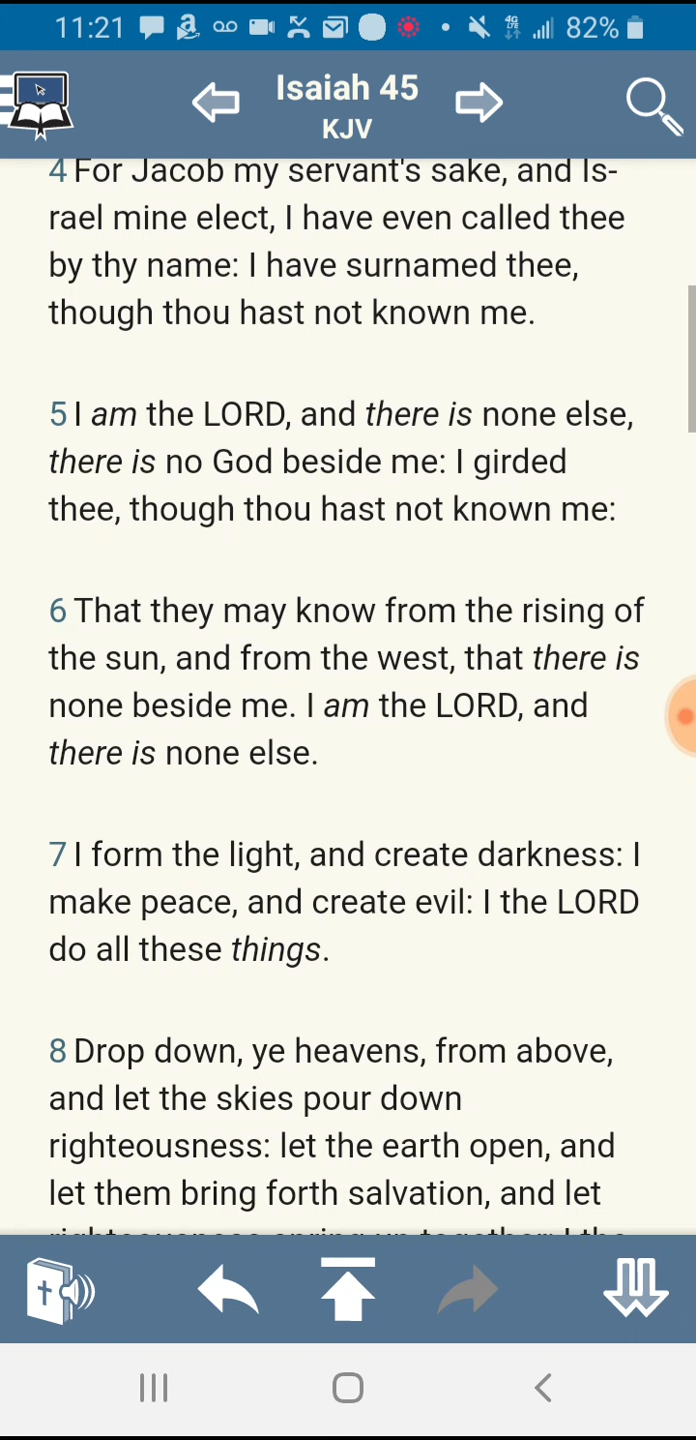 11:21 82%
Isaiah 45
KJV
4 For Jacob my servant's sake, and Is-
rael mine elect, I have even called thee
by thy name: I have surnamed thee,
though thou hast not known me.
5 I am the LORD, and there is none else,
there is no God beside me: I girded
thee, though thou hast not known me:
6 That they may know from the rising of
the sun, and from the west, that there is
none beside me. I am the LORD, and
there is none else.
7 I form the light, and create darkness: I
make peace, and create evil: I the LORD
do all these things.
8 Drop down, ye heavens, from above,
and let the skies pour down
righteousness: let the earth open, and
let them bring forth salvation, and let